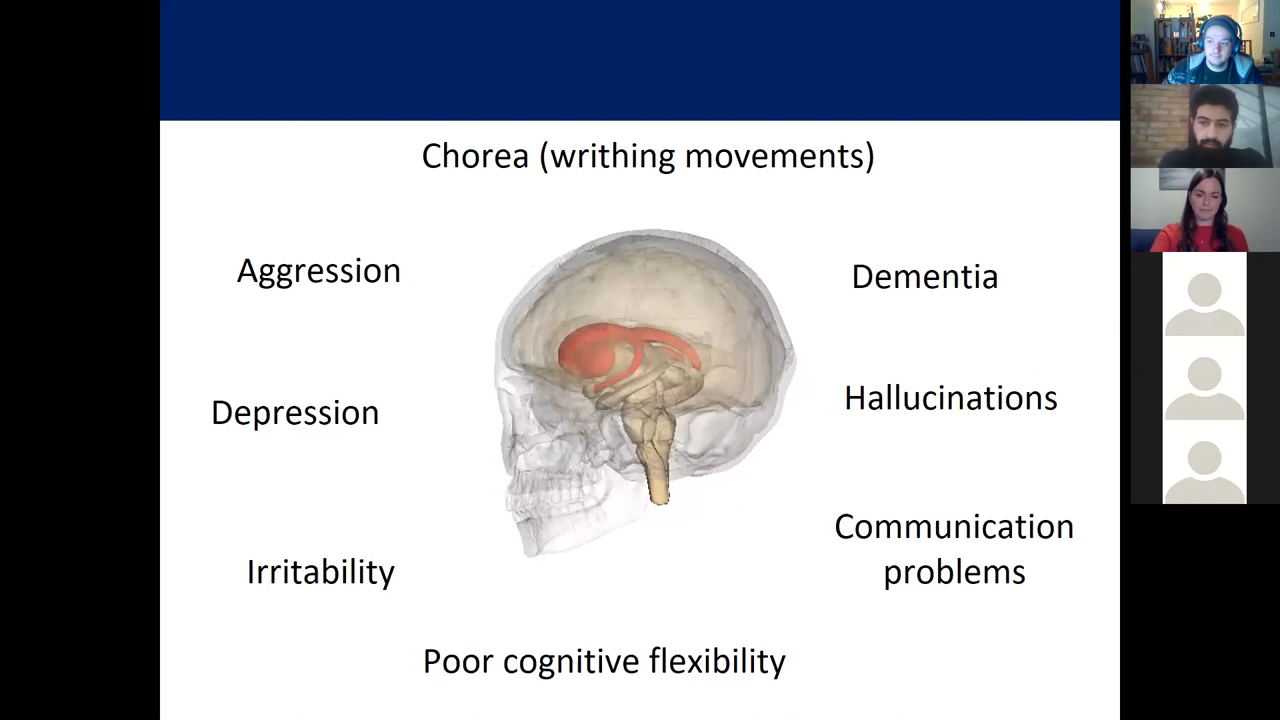 Chorea (writhing movements)
Aggression
Dementia
Depression
Hallucinations
Communication
problems
Irritability
Poor cognitive flexibility